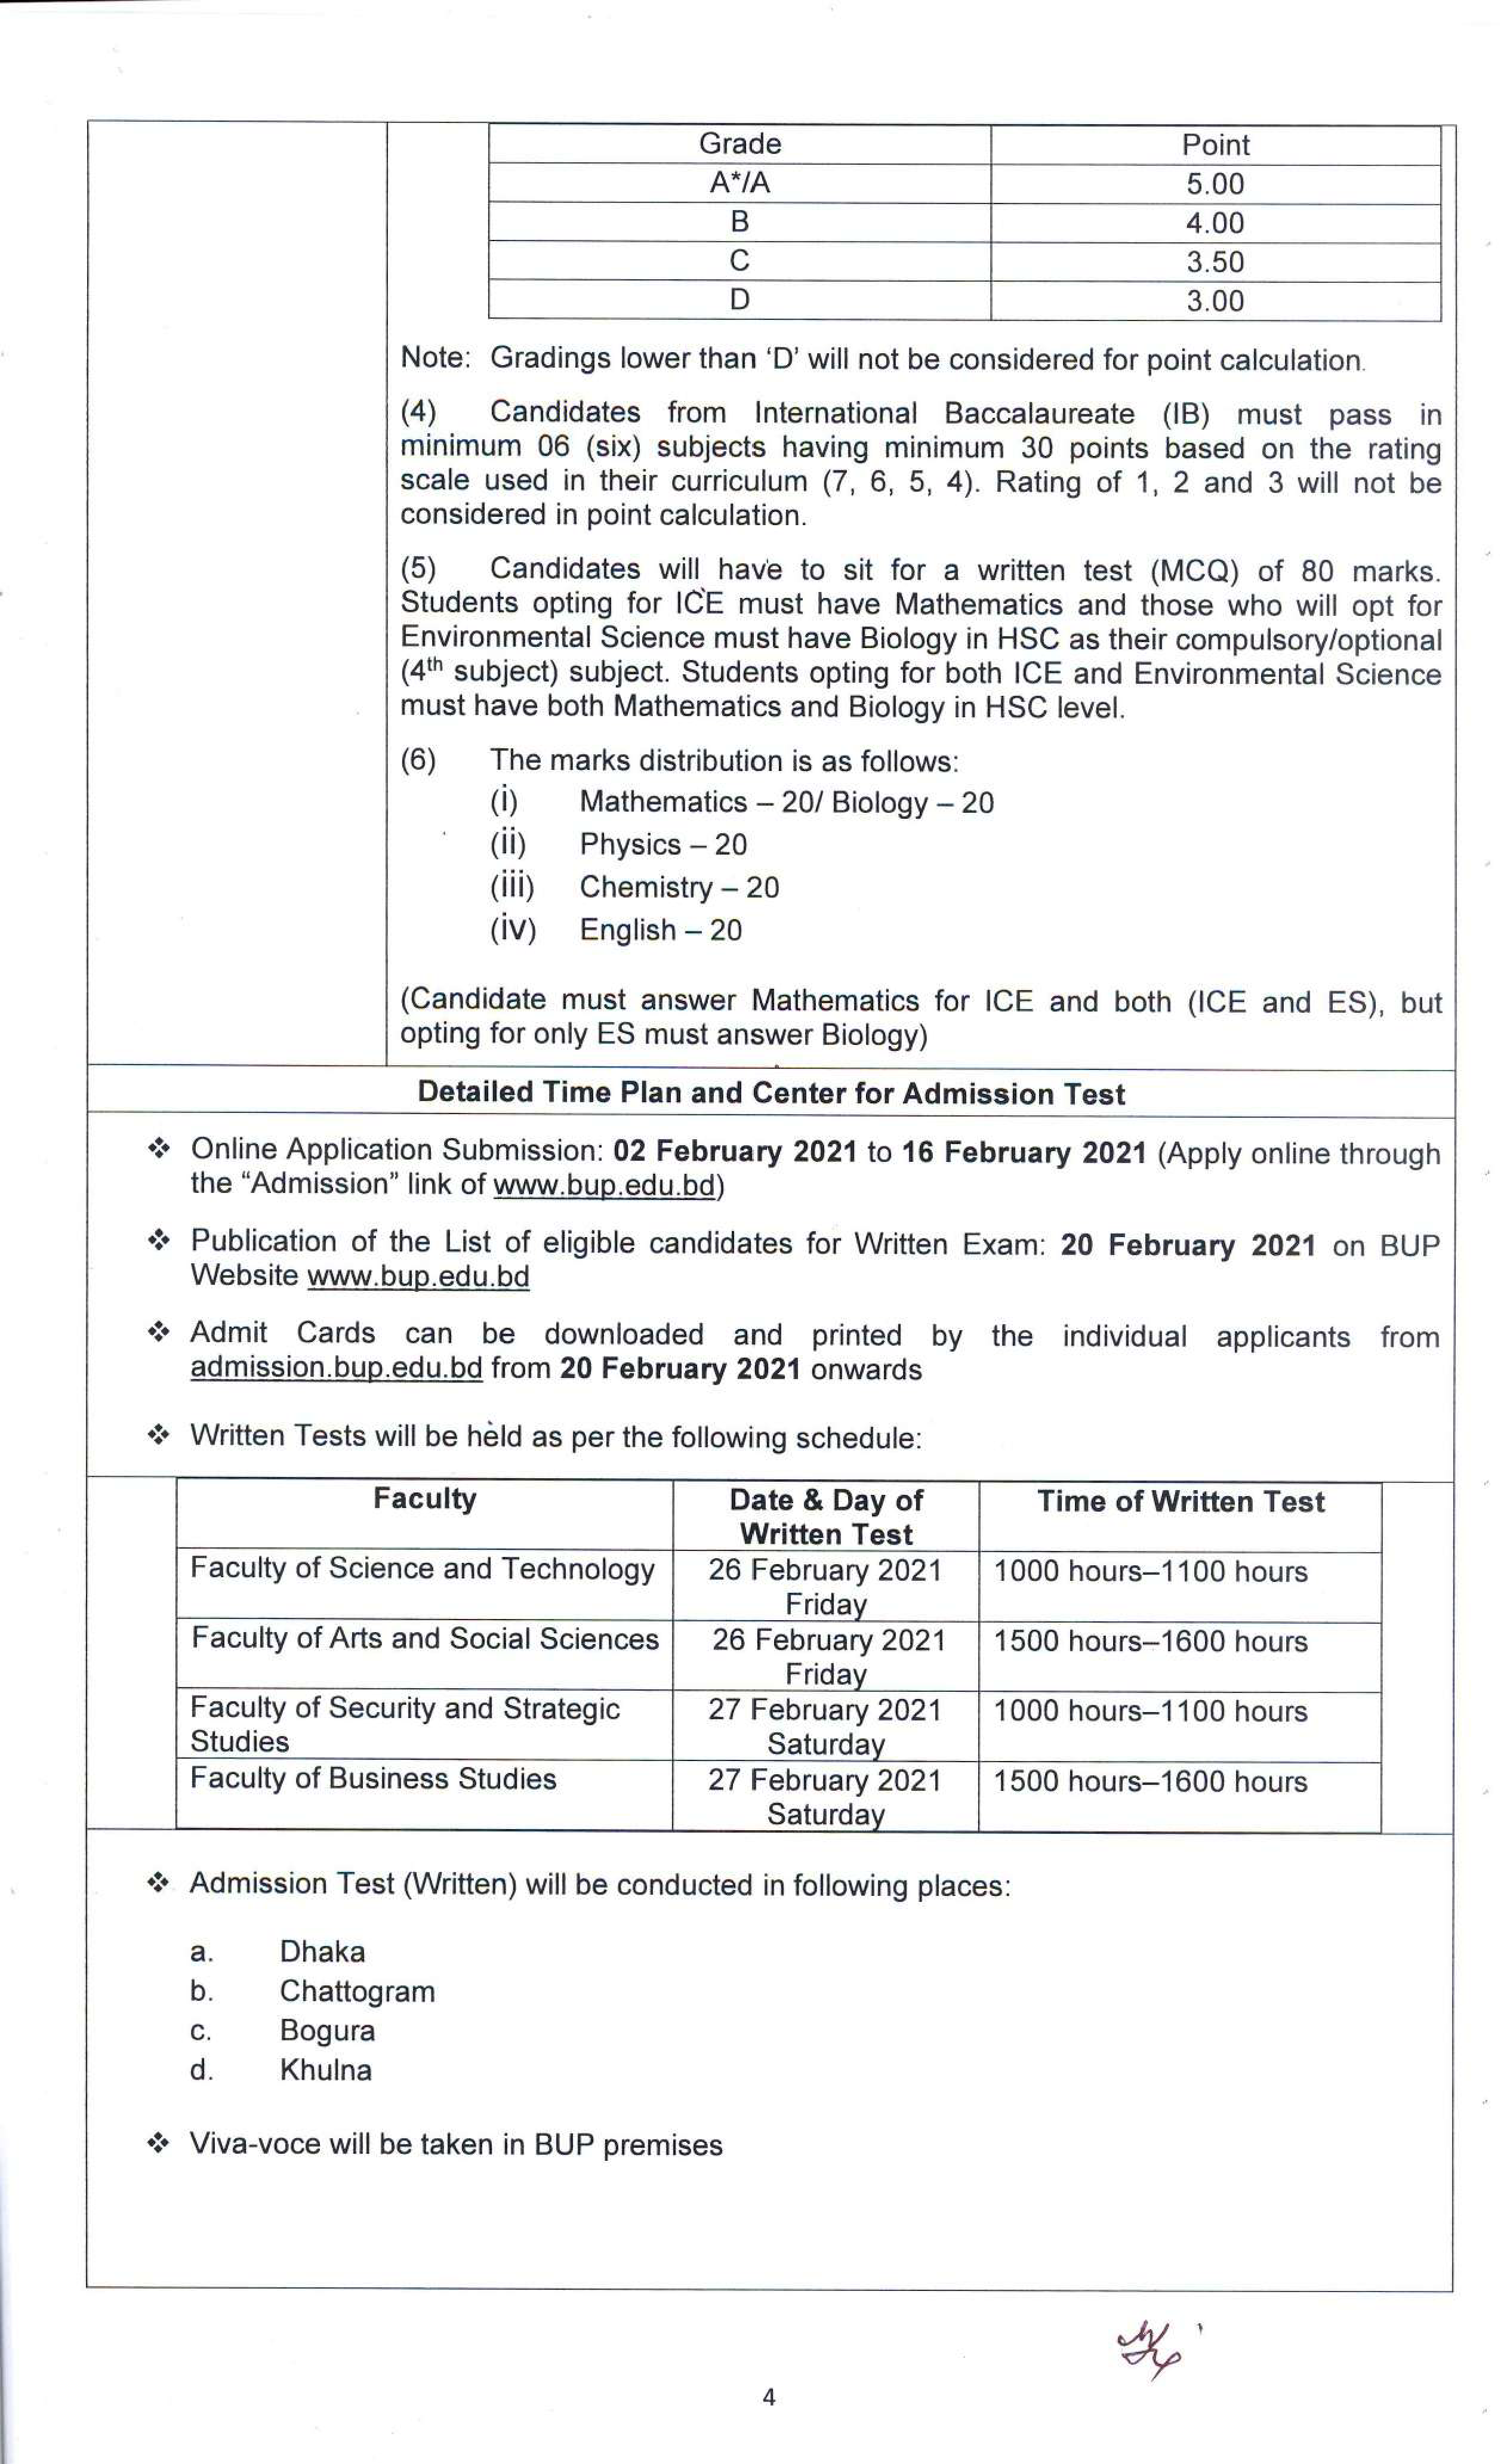 Grade Point
A*/A 5.00
B 4.00
C 3.50
D 3.00
Note: Gradings lower than ‘D’ will not be considered for point calculation.
(4) Candidates from International Baccalaureate (IB) must pass in
minimum 06 (six) subjects having minimum 30 points based on the rating
scale used in their curriculum (7, 6, 5, 4). Rating of 1, 2 and 3 will not be
considered in point calculation.
(5) Candidates will have to sit for a written test (MCQ) of 80 marks.
Students opting for ICE must have Mathematics and those who will opt for
Environmental Science must have Biology in HSC as their compulsory/optional
(4th subject) subject. Students opting for both ICE and Environmental Science
must have both Mathematics and Biology in HSC level.
(6) The marks distribution is as follows:
(i) Mathematics – 20/ Biology – 20
(ii) Physics – 20
(iii) Chemistry – 20
(iv) English – 20
(Candidate must answer Mathematics for ICE and both (ICE and ES), but
opting for only ES must answer Biology)
Detailed Time Plan and Center for Admission Test
❖ Online Application Submission: 02 February 2021 to 16 February 2021 (Apply online through
the “Admission” link of www.bup.edu.bd)
❖ Publication of the List of eligible candidates for Written Exam: 20 February 2021 on BUP
Website www.bup.edu.bd
❖ Admit Cards can be downloaded and printed by the individual applicants from
admission.bup.edu.bd from 20 February 2021 onwards
❖ Written Tests will be held as per the following schedule:
Faculty Date & Day of Time of Written Test
Written Test
Faculty of Science and Technology 26 February 2021 1000 hours–1100 hours
Friday
Faculty of Arts and Social Sciences 26 February 2021 1500 hours–1600 hours
Friday
Faculty of Security and Strategic 27 February 2021 1000 hours–1100 hours
Studies Saturday
Faculty of Business Studies 27 February 2021 1500 hours–1600 hours
Saturday
❖ Admission Test (Written) will be conducted in following places:
a. Dhaka
b. Chattogram
c. Bogura
d. Khulna
❖ Viva-voce will be taken in BUP premises
4